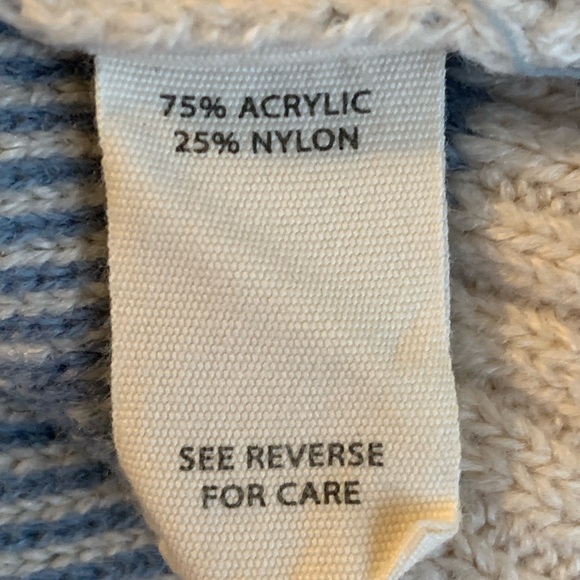 75% ACRYLIC
25% NYLON
SEE REVERSE
FOR CARE